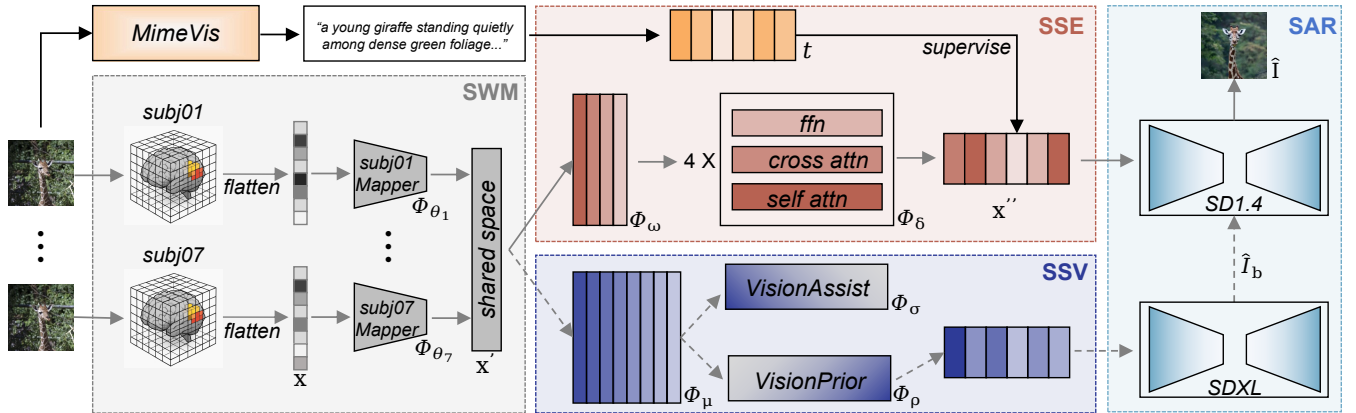 MimeVis
“a young giraffe standing quietly
among dense green foliage...”
t
supervise
SSE
SAR
Î
SWM
subj01
flatten
subj01
Mapper
Φθ1
shared space
x'
subj07
flatten
x
subj07
Mapper
Φθ7
Φω
4 X
ffn
cross attn
self attn
Φδ
x''
SD1.4
Îb
SDXL
SSV
Φμ
VisionAssist
Φσ
VisionPrior
Φρ